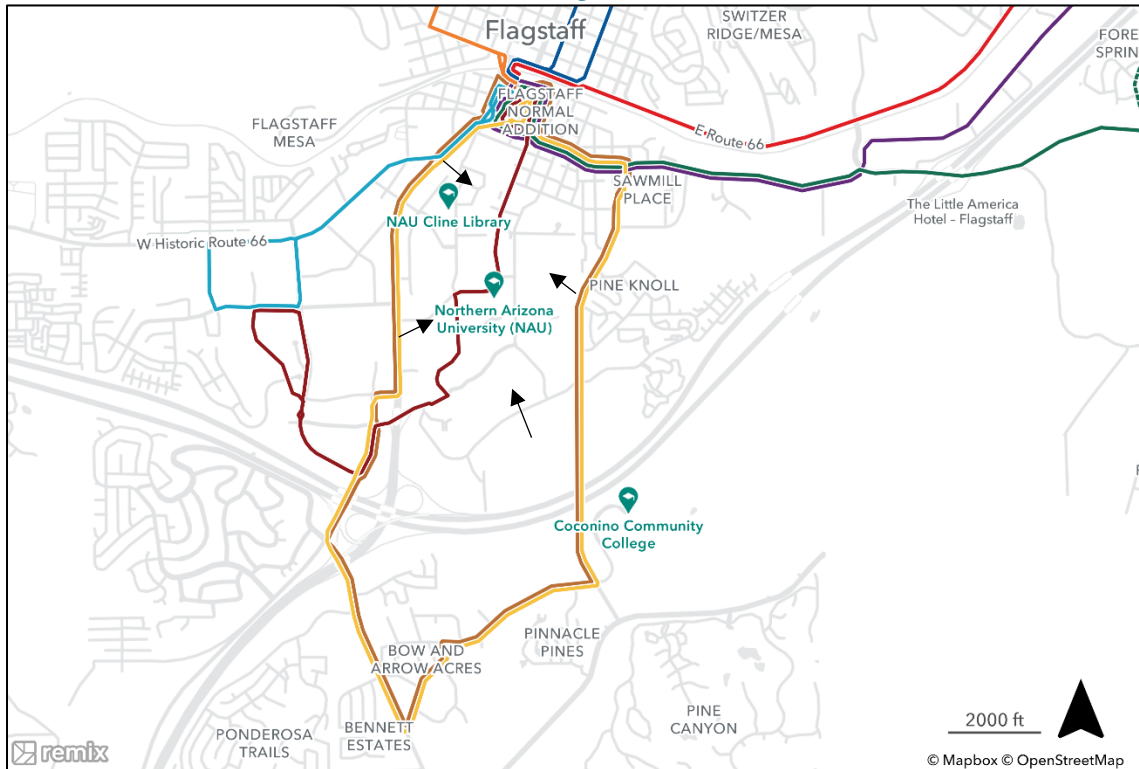 Flagstaff
SWITZER
RIDGE/MESA
FORE
SPRIN
FLAGSTAFF
NORMAL
ADDITION
FLAGSTAFF
MESA
E Route 66
SAWMILL
PLACE
NAU Cline Library
The Little America
Hotel - Flagstaff
W Historic Route 66
PINE KNOLL
Northern Arizona
University (NAU)
Coconino Community
College
PINNACLE
PINES
BOW AND
ARROW ACRES
PINE
CANYON
2000 ft
BENNETT
ESTATES
PONDEROSA
TRAILS
remix
© Mapbox © OpenStreetMap